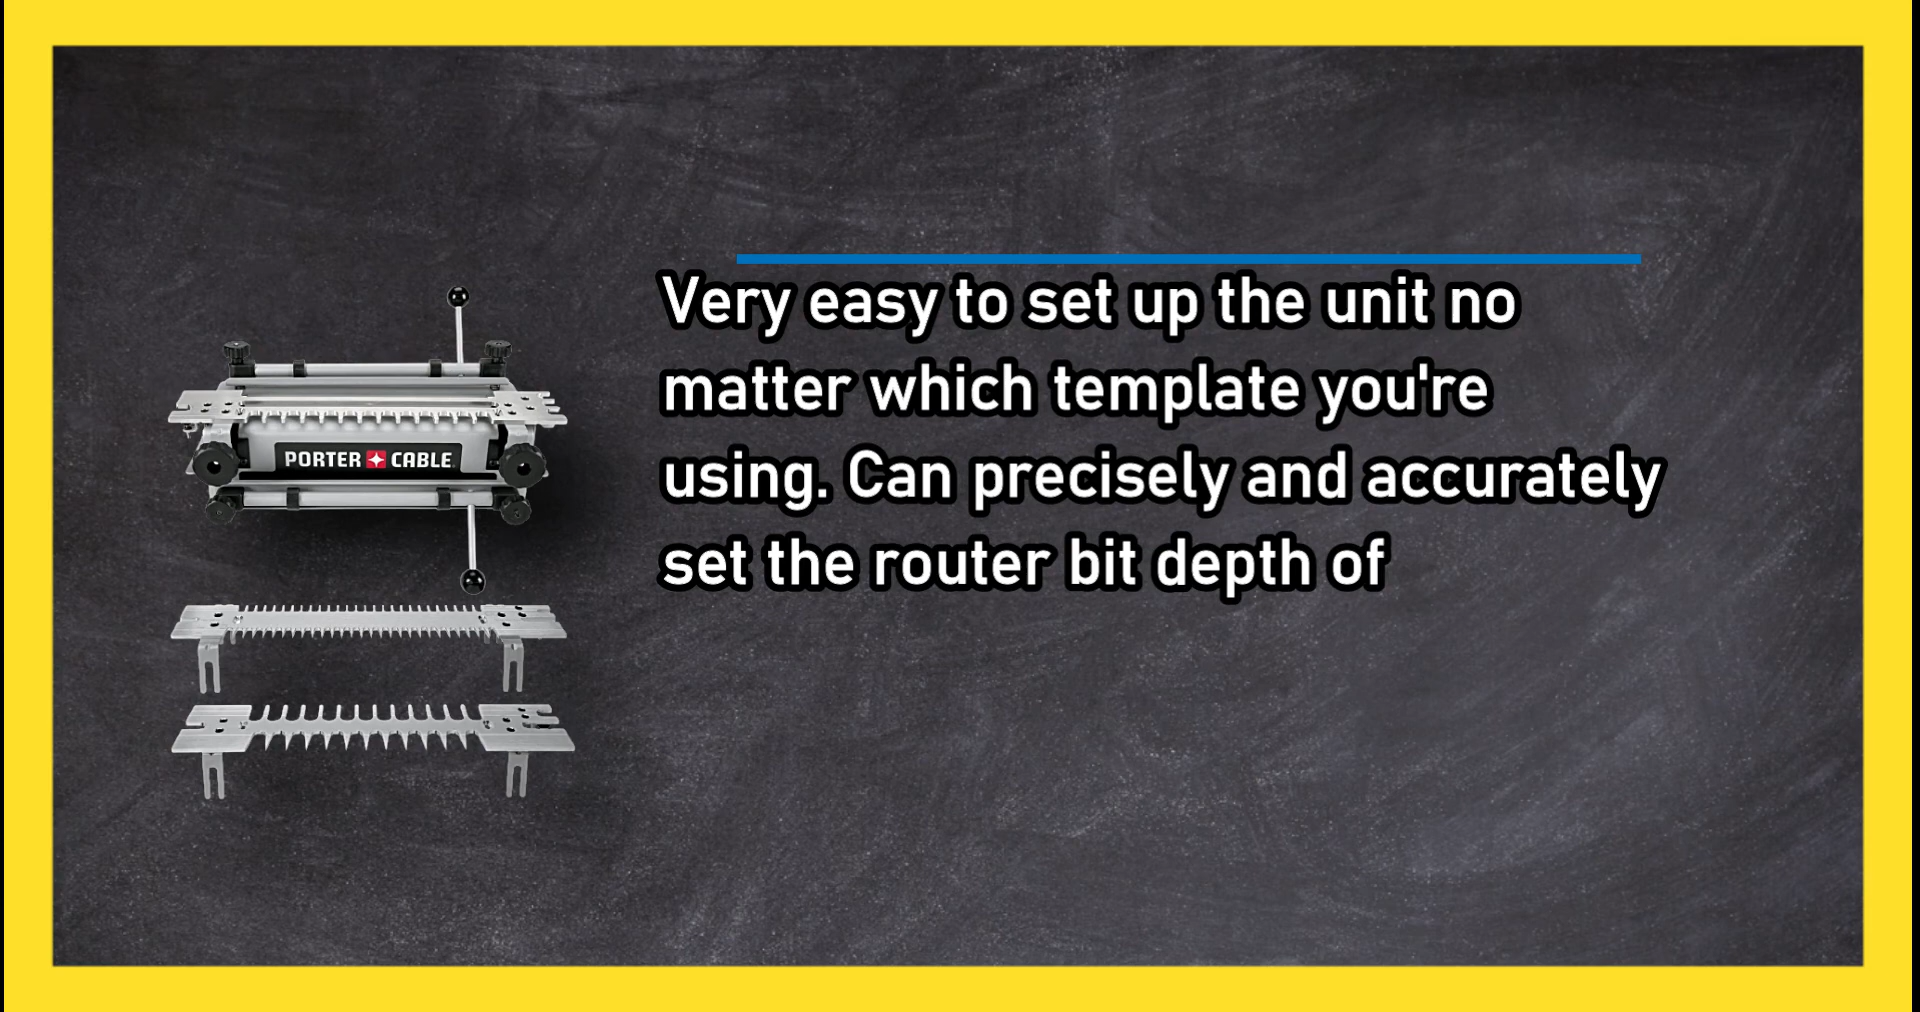 Very easy to set up the unit no
matter which template you're
using. Can precisely and accurately
set the router bit depth of
PORTER CABLE